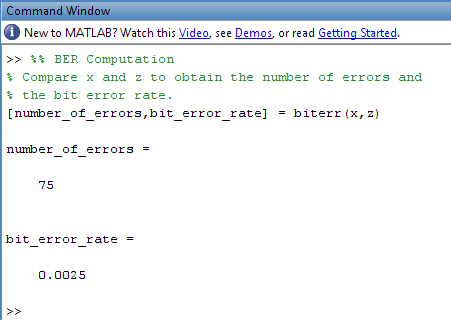 Command Window
New to MATLAB? Watch this Video, see Demos, or read Getting Started.
>> %% BER Computation
% Compare x and z to obtain the number of errors and
% the bit error rate.
[number_of_errors,bit_error_rate] = biterr(x,z)
number_of_errors =
75
bit_error_rate =
0.0025
>>